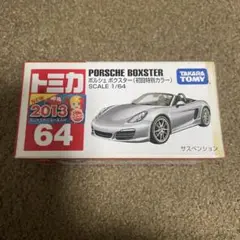 トミカ
2013
64
PORSCHE BOXSTER
ポルシェ ボクスター(初回特別カラー)
SCALE 1/64
TAKARA
TOMY
サスペンション